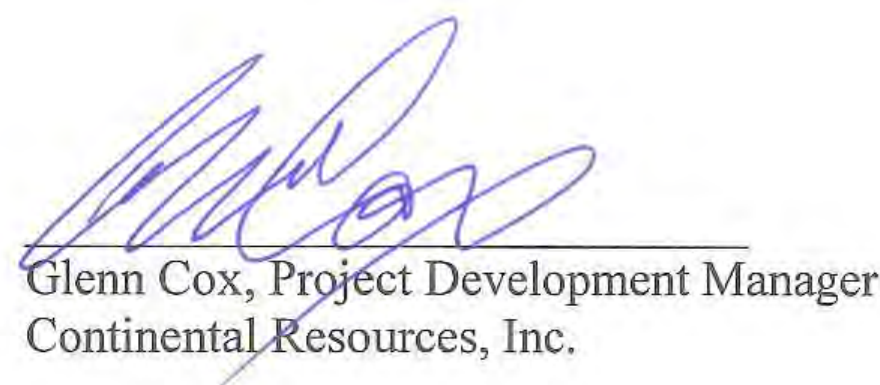 Glenn Cox, Project Development Manager
Continental Resources, Inc.